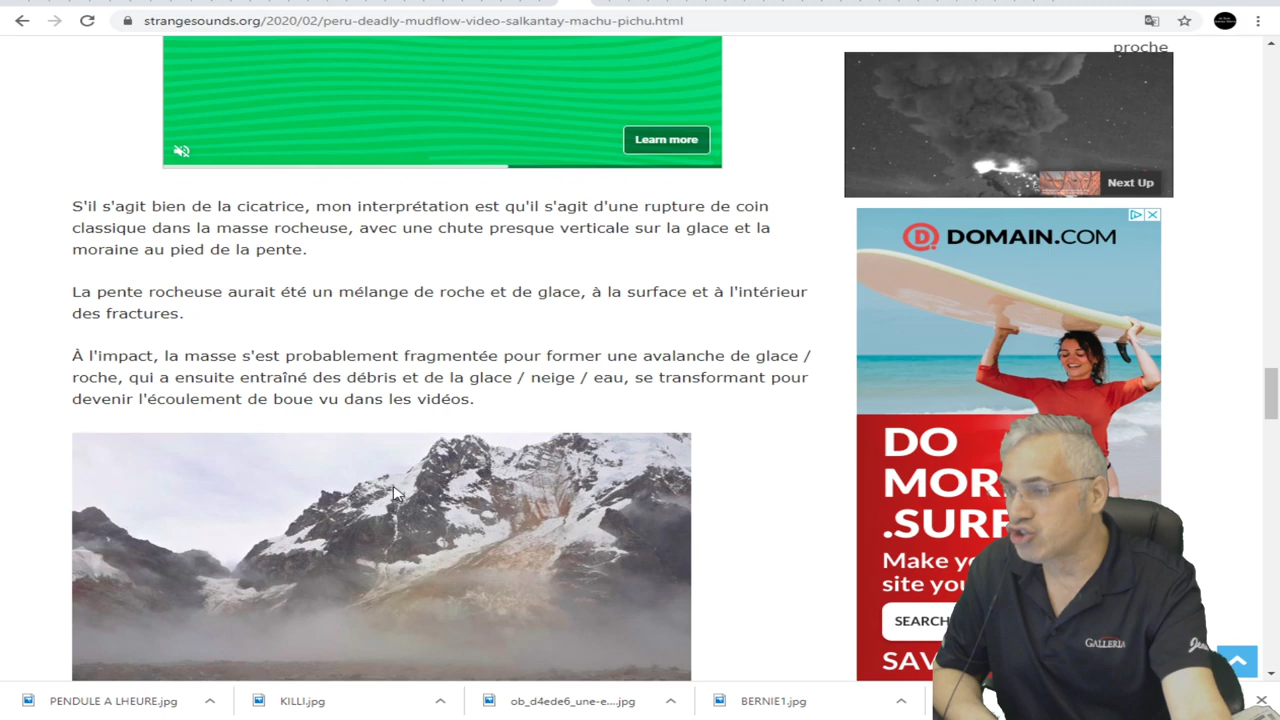 strangesounds.org/2020/02/peru-deadly-mudflow-video-salkantay-machu-pichu.html
proche
Learn more
Next Up
S'il s'agit bien de la cicatrice, mon interprétation est qu'il s'agit d'une rupture de coin
classique dans la masse rocheuse, avec une chute presque verticale sur la glace et la
moraine au pied de la pente.
La pente rocheuse aurait été un mélange de roche et de glace, à la surface et à l'intérieur
des fractures.
À l'impact, la masse s'est probablement fragmentée pour former une avalanche de glace /
roche, qui a ensuite entraîné des débris et de la glace / neige / eau, se transformant pour
devenir l'écoulement de boue vu dans les vidéos.
D DOMAIN.COM
DO
MOR
.SURF
Make yo
site you
SEARCH
SAV
GALLERIA
PENDULE A LHEURE.jpg
KILLI.jpg
ob_d4ede6_une-e....jpg
BERNIE1.jpg